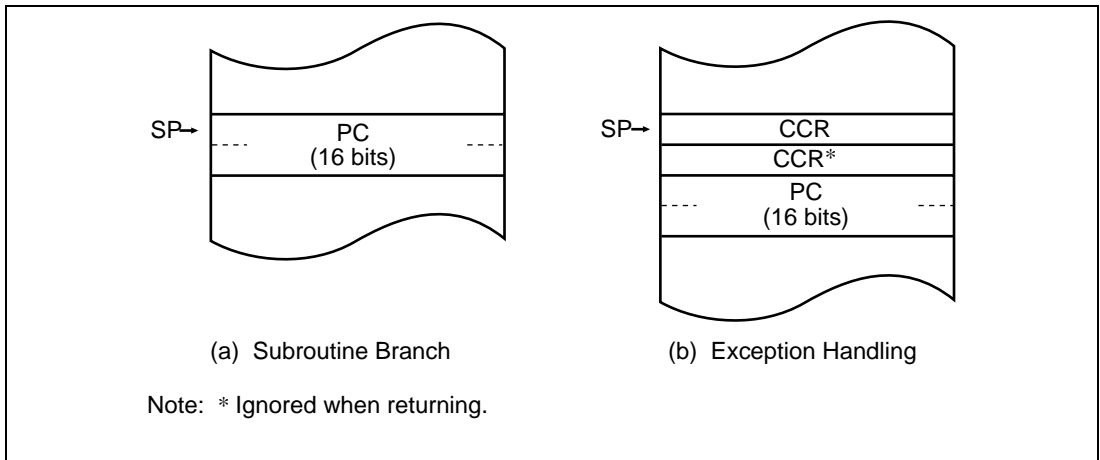 SP
PC
(16 bits)
SP
CCR
CCR*
PC
(16 bits)
(a) Subroutine Branch
(b) Exception Handling
Note: * Ignored when returning.